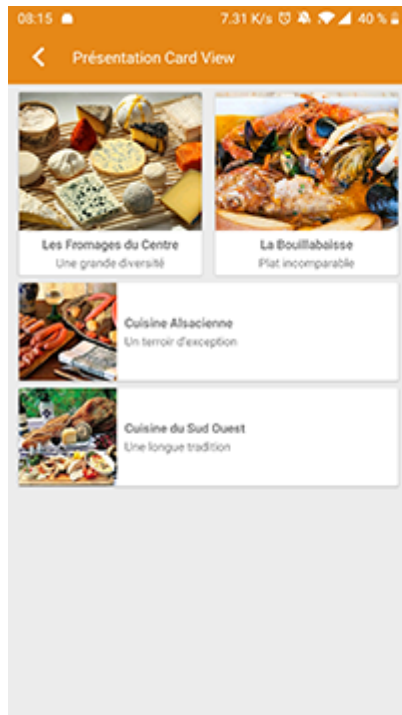 08:15 7.31 K/s 40 %
Présentation Card View
Les Fromages du Centre
Une grande diversité
La Bouillabaisse
Plat incomparable
Cuisine Alsacienne
Un terroir d'exception
Cuisine du Sud Ouest
Une longue tradition